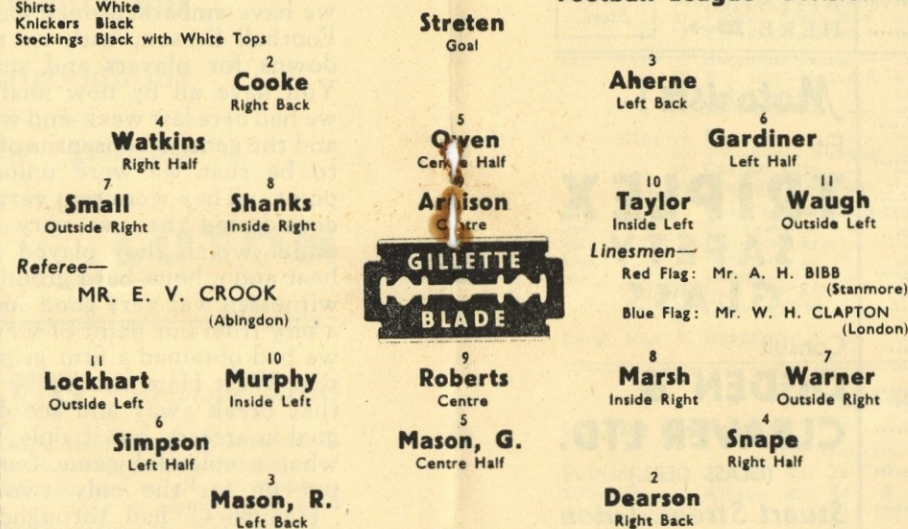 Shirts White
Knickers Black
Stockings Black with White Tops
Streten
Goal
2
Cooke
Right Back
3
Aherne
Left Back
4
Watkins
Right Half
5
Owen
Centre Half
6
Gardiner
Left Half
7
Small
Outside Right
8
Shanks
Inside Right
Arnison
Centre
10
Taylor
Inside Left
Waugh
Outside Left
Referee—
MR. E. V. CROOK
(Abingdon)
GILLETTE
BLADE
Linesmen—
Red Flag: Mr. A. H. BIBB
(Stanmore)
Blue Flag: Mr. W. H. CLAPTON
(London)
11
Lockhart
Outside Left
10
Murphy
Inside Left
9
Roberts
Centre
8
Marsh
Inside Right
7
Warner
Outside Right
6
Simpson
Left Half
5
Mason, G.
Centre Half
4
Snape
Right Half
3
Mason, R.
Left Back
2
Dearson
Right Back